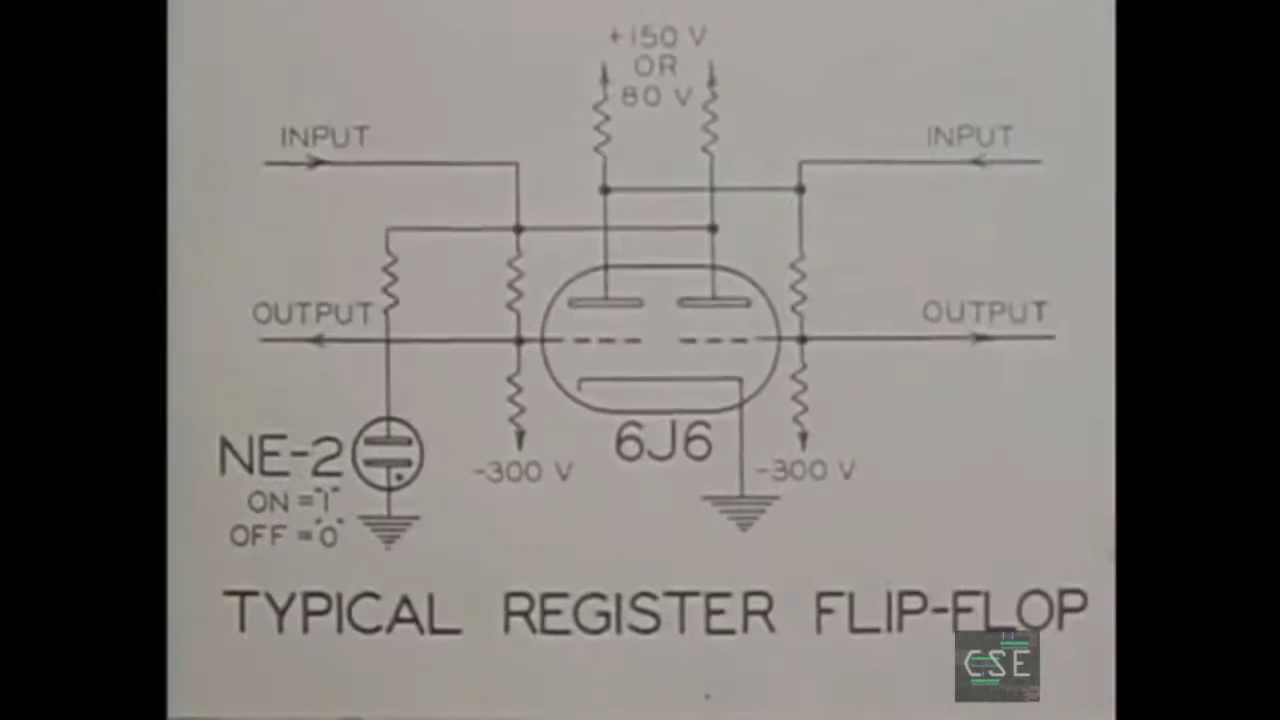 +150 V
OR
80 V
INPUT
INPUT
OUTPUT
OUTPUT
NE-2
ON ="1"
OFF ="0"
-300 V
6J6
-300 V
TYPICAL REGISTER FLIP-FLOP
CSE